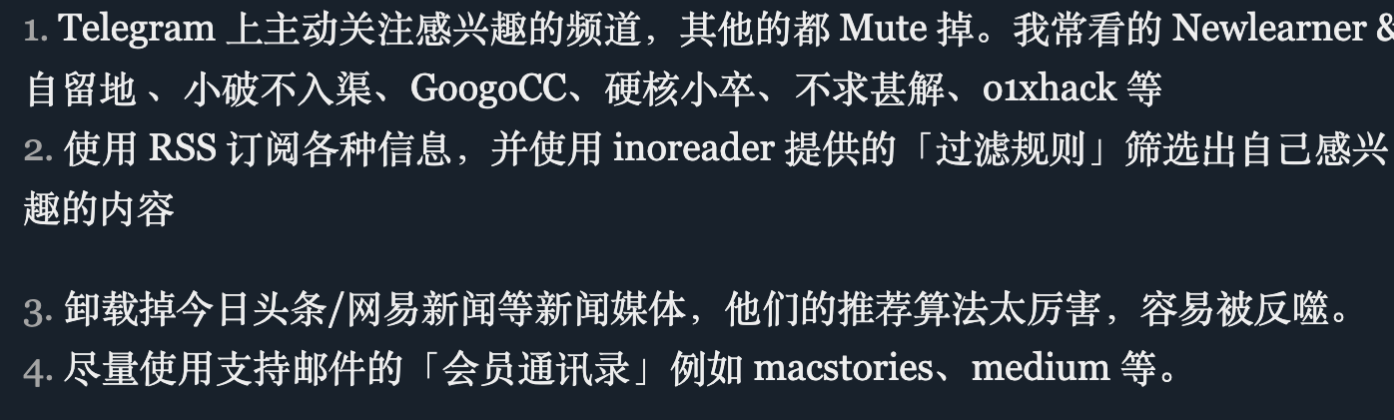 1. Telegram 上主动关注感兴趣的频道，其他的都 Mute 掉。我常看的 Newlearner &
自留地 、小破不入渠、GoogoCC、硬核小卒、不求甚解、01xhack 等
2. 使用 RSS 订阅各种信息，并使用 inoreader 提供的「过滤规则」筛选出自己感兴
趣的内容
3. 卸载掉今日头条/网易新闻等新闻媒体，他们的推荐算法太厉害，容易被反噬。
4. 尽量使用支持邮件的「会员通讯录」例如 macstories、medium 等。